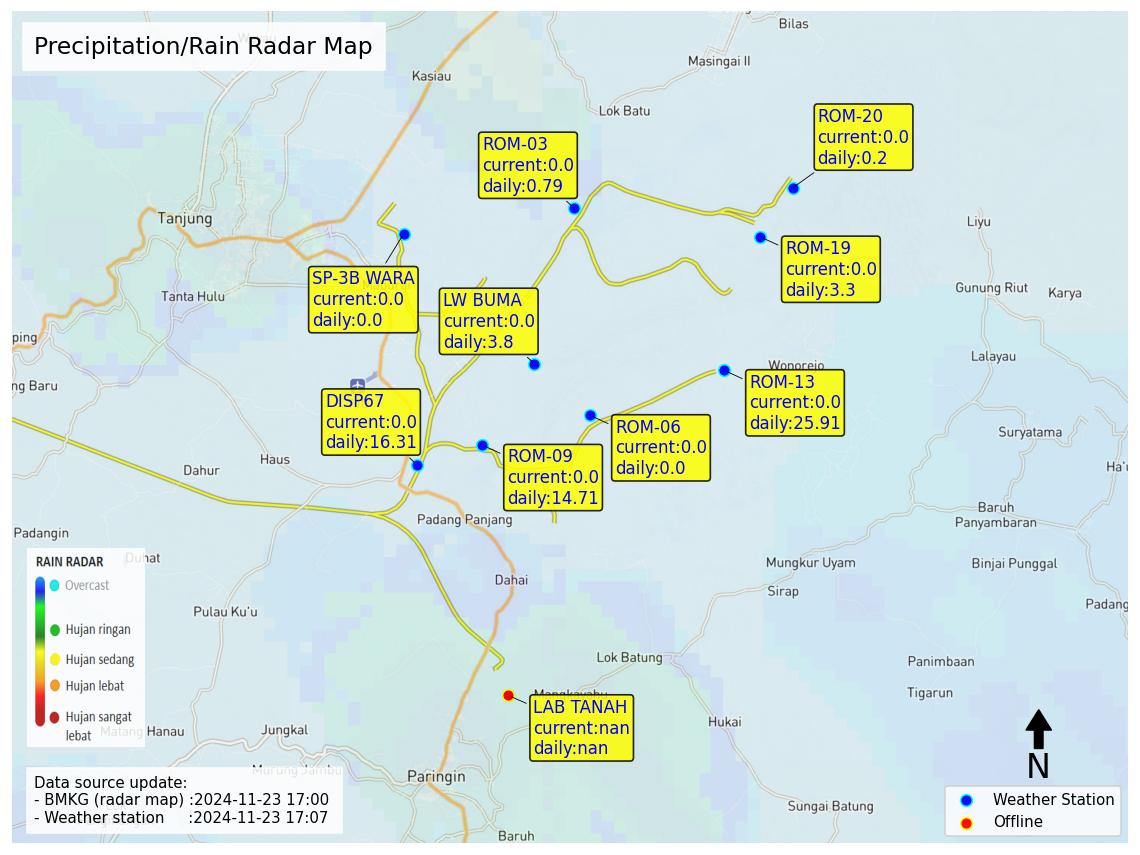 Precipitation/Rain Radar Map
Bilas
Masingai II
Kasiau
Lok Batu
ROM-20
current:0.0
daily:0.2
ROM-03
current:0.0
daily:0.79
Tanjung
Liyu
ROM-19
current:0.0
daily:3.3
SP-3B WARA
current:0.0
daily:0.0
Tanta Hulu
LW BUMA
current:0.0
daily:3.8
Gunung Riut
Karya
ping
Lalayau
Wonorejo
ng Baru
ROM-13
current:0.0
daily:25.91
DISP67
current:0.0
daily:16.31
ROM-06
current:0.0
daily:0.0
Suryatama
ROM-09
current:0.0
daily:14.71
Haus
Dahur
Ha'u
Padang Panjang
Baruh
Panyambaran
Padangin
Duhat
Mungkur Uyam
Binjai Punggal
RAIN RADAR
Overcast
Hujan ringan
Hujan sedang
Hujan lebat
Hujan sangat
lebat
Dahai
Sirap
Pulau Ku'u
Padang
Lok Batung
Panimbaan
Tigarun
Mangkayahu
LAB TANAH
current:nan
daily:nan
Matang Hanau
Jungkal
Hukai
Murung Jambu
Paringin
N
Data source update:
- BMKG (radar map) :2024-11-23 17:00
- Weather station :2024-11-23 17:07
Sungai Batung
Baruh
Weather Station
Offline